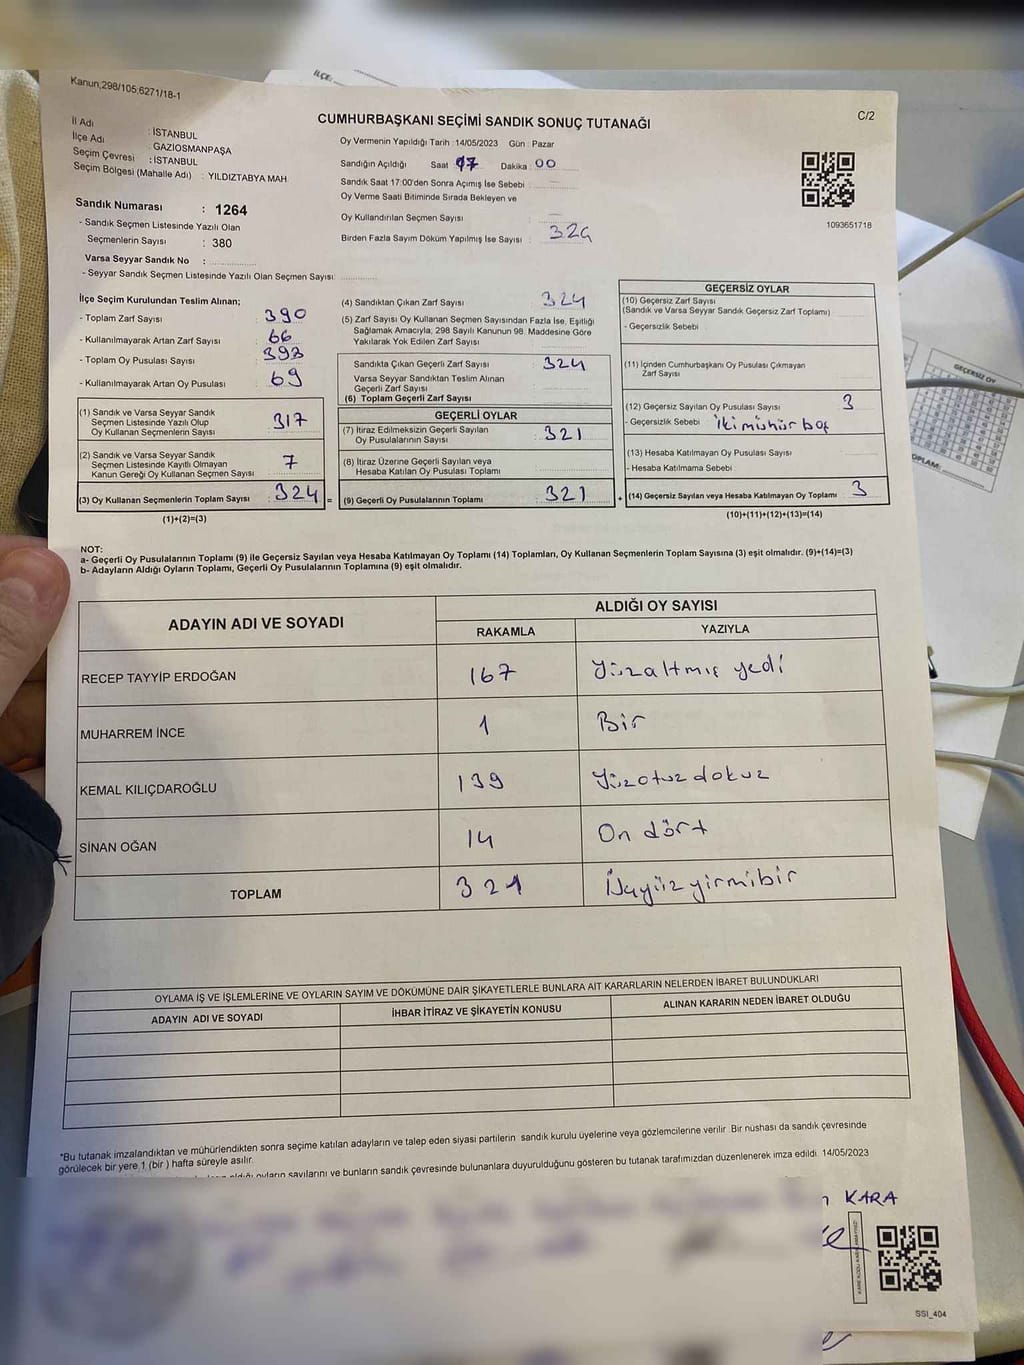 İLÇE:
Kanun;298/105;6271/18-1
C/2
CUMHURBAŞKANI SEÇİMİ SANDIK SONUÇ TUTANAĞI
İl Adı : İSTANBUL
İlçe Adı : GAZİOSMANPAŞA
Seçim Çevresi : İSTANBUL
Seçim Bölgesi (Mahalle Adı) : YILDIZTABYA MAH.
Sandık Numarası : 1264
- Sandık Seçmen Listesinde Yazılı Olan
Seçmenlerin Sayısı : 380
Varsa Seyyar Sandık No :
- Seyyar Sandık Seçmen Listesinde Yazılı Olan Seçmen Sayısı:
Oy Vermenin Yapıldığı Tarih :14/05/2023 Gün : Pazar
Sandığın Açıldığı Saat 17 Dakika : 00
Sandık Saat 17:00'den Sonra Açımış İse Sebebi :
Oy Verme Saati Bitiminde Sırada Bekleyen ve
Oy Kullandırılan Seçmen Sayısı :
Birden Fazla Sayım Döküm Yapılmış İse Sayısı : 324
1093651718
İlçe Seçim Kurulundan Teslim Alınan;
- Toplam Zarf Sayısı : 390
- Kullanılmayarak Artan Zarf Sayısı : 66
- Toplam Oy Pusulası Sayısı : 393
- Kullanılmayarak Artan Oy Pusulası : 69
(1) Sandık ve Varsa Seyyar Sandık
Seçmen Listesinde Yazılı Olup
Oy Kullanan Seçmenlerin Sayısı : 317
(2) Sandık ve Varsa Seyyar Sandık
Seçmen Listesinde Kayıtlı Olmayan
Kanun Gereği Oy Kullanan Seçmen Sayısı : 7
(3) Oy Kullanan Seçmenlerin Toplam Sayısı : 324 =
(1)+(2)=(3)
(4) Sandıktan Çıkan Zarf Sayısı : 324
(5) Zarf Sayısı Oy Kullanan Seçmen Sayısından Fazla İse, Eşitliği
Sağlamak Amacıyla; 298 Sayılı Kanunun 98. Maddesine Göre
Yakılarak Yok Edilen Zarf Sayısı :
Sandıkta Çıkan Geçerli Zarf Sayısı : 324
Varsa Seyyar Sandıktan Teslim Alınan
Geçerli Zarf Sayısı :
(6) Toplam Geçerli Zarf Sayısı
GEÇERLİ OYLAR
(7) İtiraz Edilmeksizin Geçerli Sayılan
Oy Pusulalarının Sayısı : 321
(8) İtiraz Üzerine Geçerli Sayılan veya
Hesaba Katılan Oy Pusulası Toplamı :
(9) Geçerli Oy Pusulalarının Toplamı : 321 +
GEÇERSİZ OYLAR
(10) Geçersiz Zarf Sayısı
(Sandık ve Varsa Seyyar Sandık Geçersiz Zarf Toplamı) :
- Geçersizlik Sebebi :
(11) İçinden Cumhurbaşkanı Oy Pusulası Çıkmayan
Zarf Sayısı :
(12) Geçersiz Sayılan Oy Pusulası Sayısı : 3
- Geçersizlik Sebebi : iki mühür
(13) Hesaba Katılmayan Oy Pusulası Sayısı :
- Hesaba Katılmama Sebebi :
(14) Geçersiz Sayılan veya Hesaba Katılmayan Oy Toplamı : 3
(10)+(11)+(12)+(13)=(14)
NOT:
a- Geçerli Oy Pusulalarının Toplamı (9) ile Geçersiz Sayılan veya Hesaba Katılmayan Oy Toplamı (14) Toplamları, Oy Kullanan Seçmenlerin Toplam Sayısına (3) eşit olmalıdır. (9)+(14)=(3)
b- Adayların Aldığı Oyların Toplamı, Geçerli Oy Pusulalarının Toplamına (9) eşit olmalıdır.
ADAYIN ADI VE SOYADI
ALDIĞI OY SAYISI
RAKAMLA YAZIYLA
RECEP TAYYİP ERDOĞAN 167 Yüzaltmış yedi
MUHARREM İNCE 1 Bir
KEMAL KILIÇDAROĞLU 139 Yüzotuz dokuz
SİNAN OĞAN 14 On dört
TOPLAM 321 Üçyüz yirmibir
OYLAMA İŞ VE İŞLEMLERİNE VE OYLARIN SAYIM VE DÖKÜMÜNE DAİR ŞİKAYETLERLE BUNLARA AİT KARARLARIN NELERDEN İBARET BULUNDUKLARI
ADAYIN ADI VE SOYADI İHBAR İTİRAZ VE ŞİKAYETİN KONUSU ALINAN KARARIN NEDEN İBARET OLDUĞU
*Bu tutanak imzalandıktan ve mühürlendikten sonra seçime katılan adayların ve talep eden siyasi partilerin sandık kurulu üyelerine veya gözlemcilerine verilir. Bir nüshası da sandık çevresinde
görülecek bir yere 1 (bir ) hafta süreyle asılır.
oyların sayılarını ve bunların sandık çevresinde bulunanlara duyurulduğunu gösteren bu tutanak tarafımızdan düzenlenerek imza edildi. 14/05/2023
KARA
SSI_404
GEÇERSİZ OY
TOPLAM: